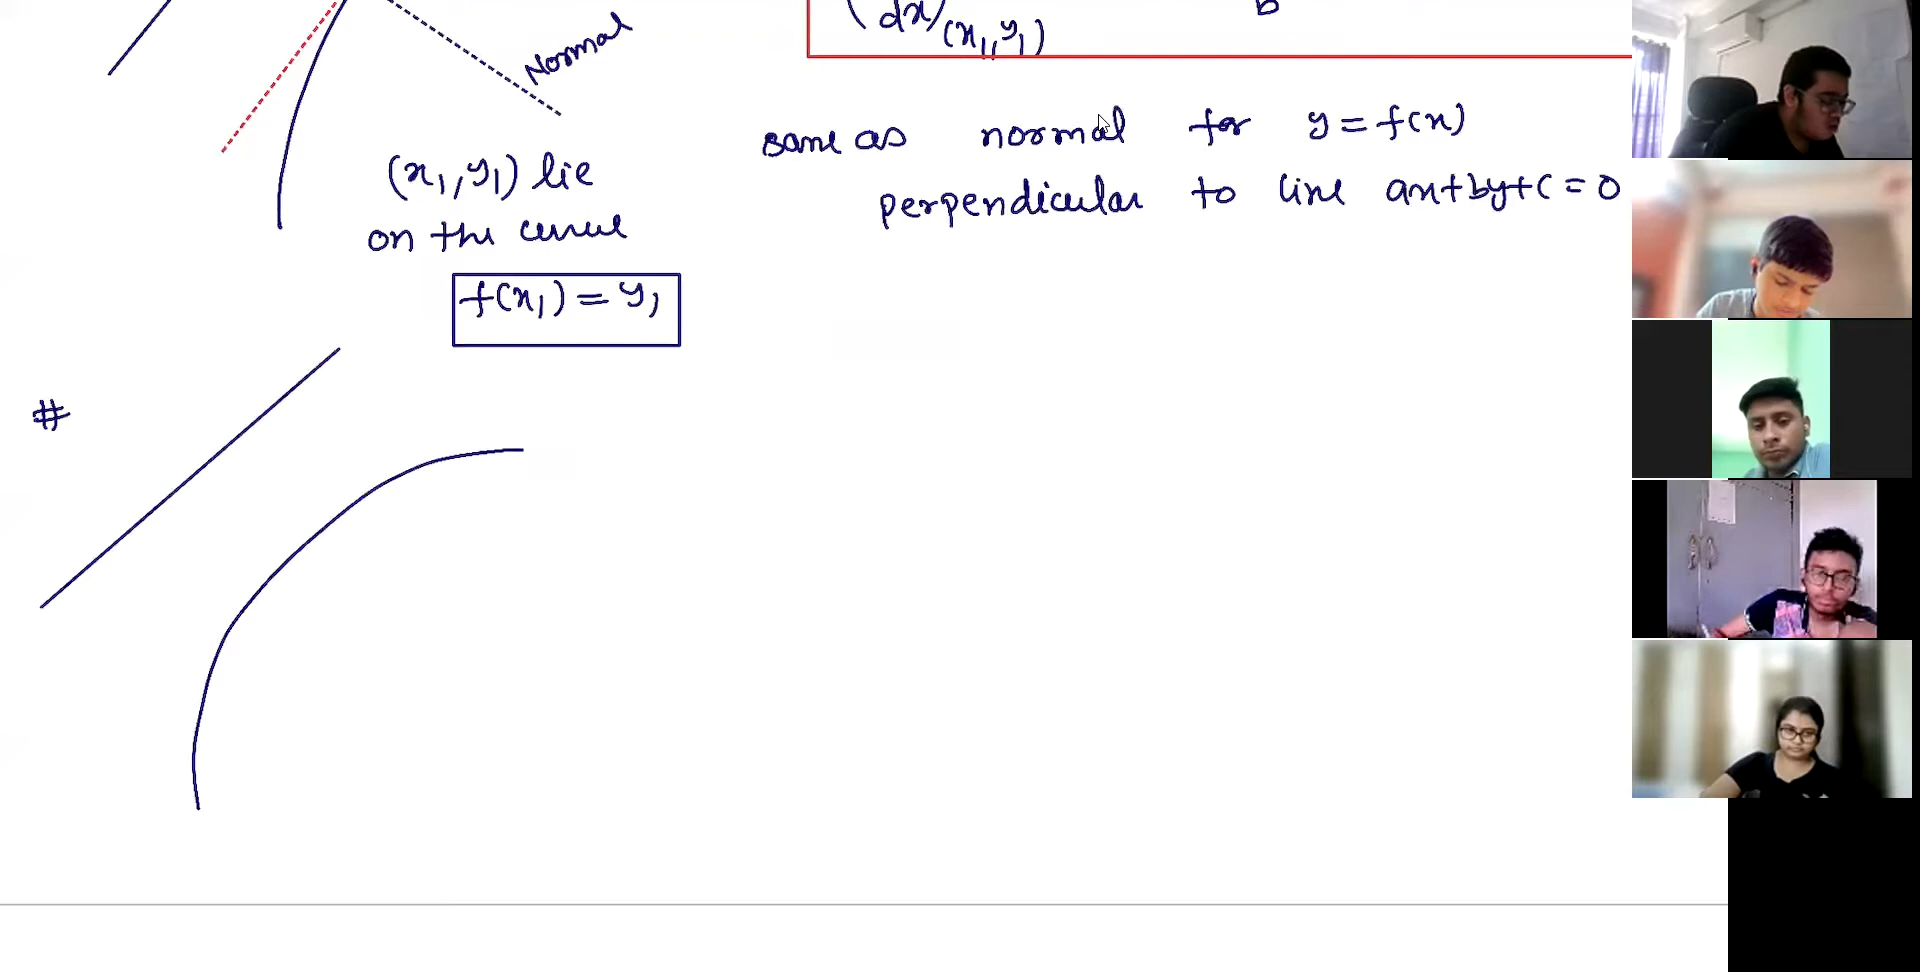 (dx)(x₁,y₁) b
Normal
same as normal for y = f(x)
perpendicular to line ax+by+c = 0
(x₁,y₁) lie
on the curve
f(x₁) = y₁
#